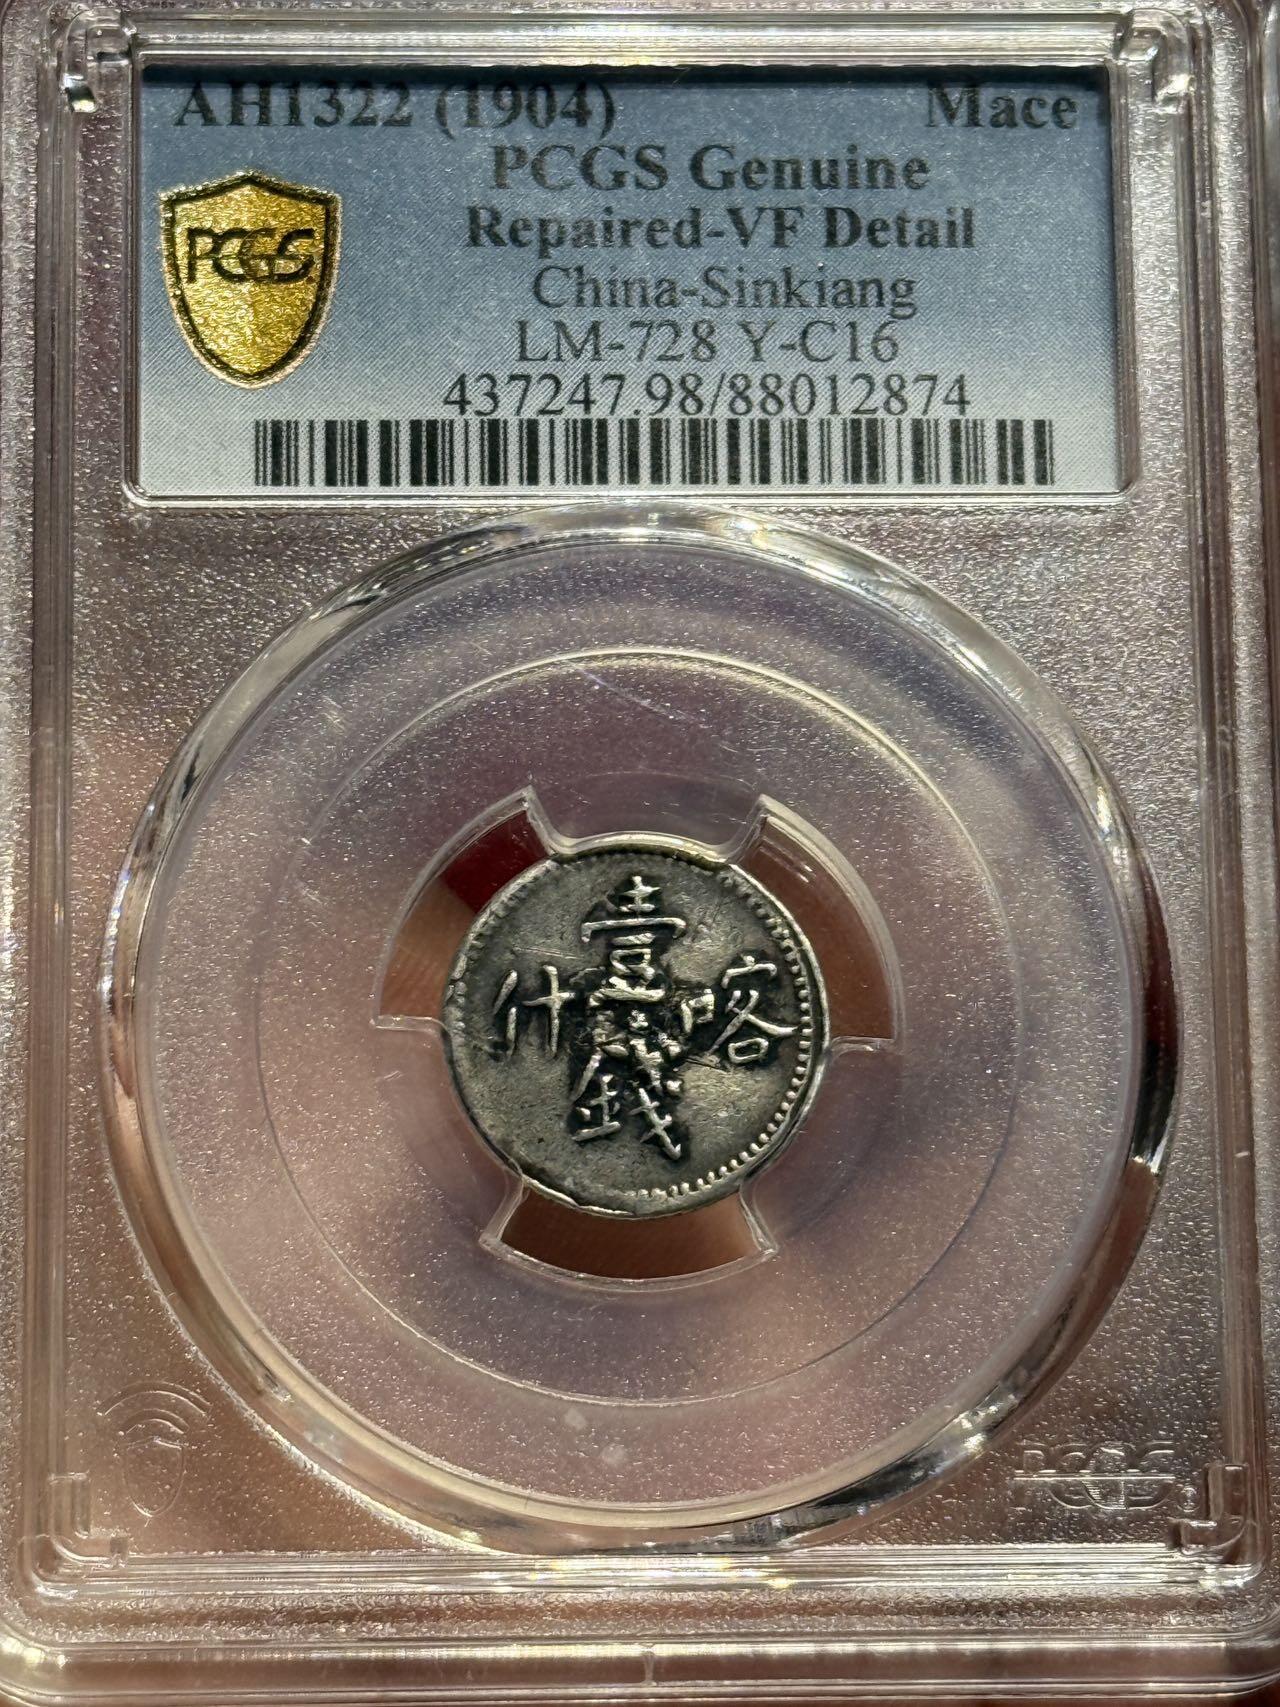 AH1322 (1904) Mace
PCGS Genuine
Repaired-VF Detail
China-Sinkiang
LM-728 Y-C16
437247.98/88012874
PCGS
壹錢
喀什
PCGS